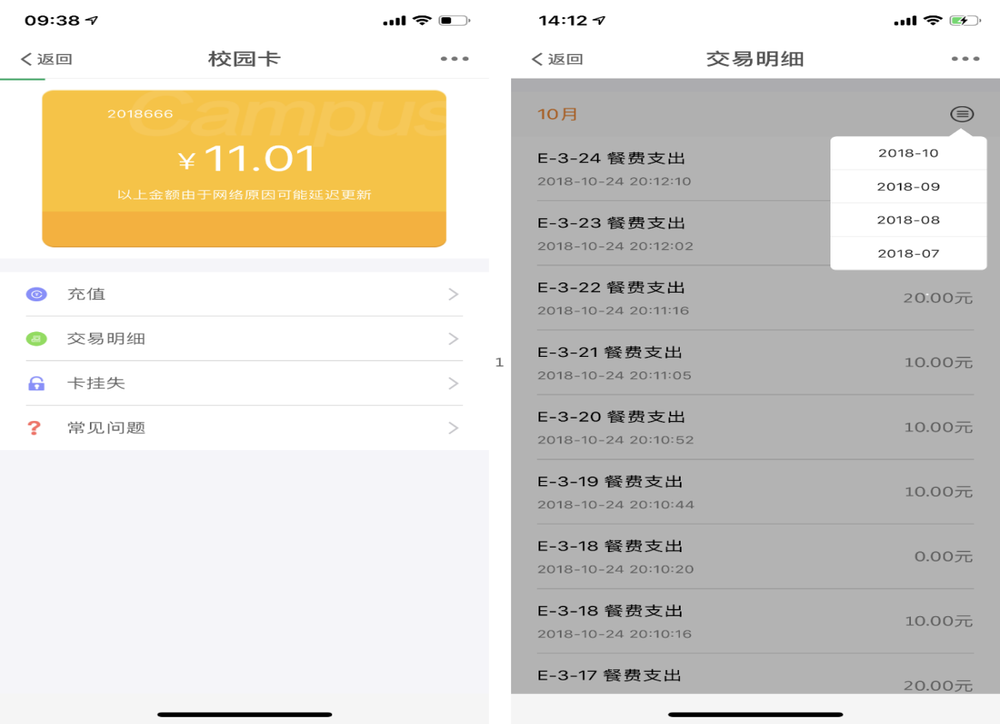 09:38
返回
校园卡
Campus
2018666
¥ 11.01
以上金额由于网络原因可能延迟更新
充值
交易明细
卡挂失
常见问题
1
14:12
返回
交易明细
10月
2018-10
2018-09
2018-08
2018-07
E-3-24 餐费支出
2018-10-24 20:12:10
E-3-23 餐费支出
2018-10-24 20:12:02
E-3-22 餐费支出
20.00元
2018-10-24 20:11:16
E-3-21 餐费支出
10.00元
2018-10-24 20:11:05
E-3-20 餐费支出
10.00元
2018-10-24 20:10:52
E-3-19 餐费支出
10.00元
2018-10-24 20:10:44
E-3-18 餐费支出
0.00元
2018-10-24 20:10:20
E-3-18 餐费支出
10.00元
2018-10-24 20:10:16
E-3-17 餐费支出
20.00元